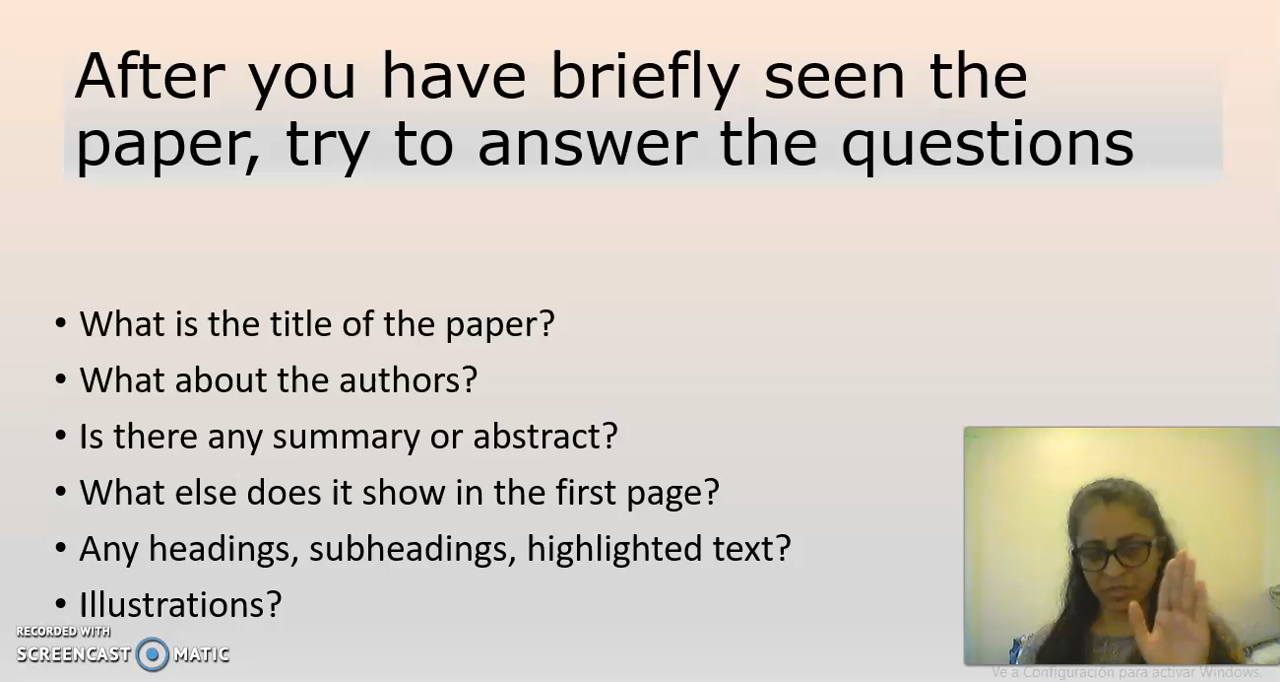 After you have briefly seen the
paper, try to answer the questions
• What is the title of the paper?
• What about the authors?
• Is there any summary or abstract?
• What else does it show in the first page?
• Any headings, subheadings, highlighted text?
• Illustrations?
RECORDED WITH
SCREENCAST MATIC
Ve a Configuración para activar Windows.